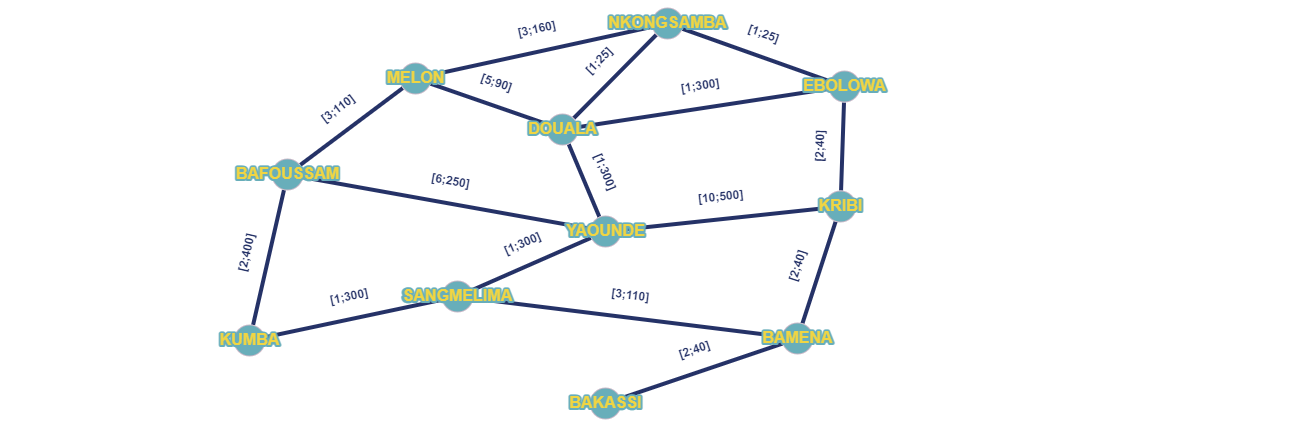 NKONGSAMBA
[3;160]
[1;25]
[1;25]
MELON
[5;90]
[1;300]
EBOLOWA
[3;110]
DOUALA
[2;40]
BAFOUSSAM
[6;250]
[1;300]
[10;500]
KRIBI
YAOUNDE
[2;400]
[1;300]
[2;40]
[1;300]
SANGMELIMA
[3;110]
KUMBA
BAMENA
[2;40]
BAKASSI